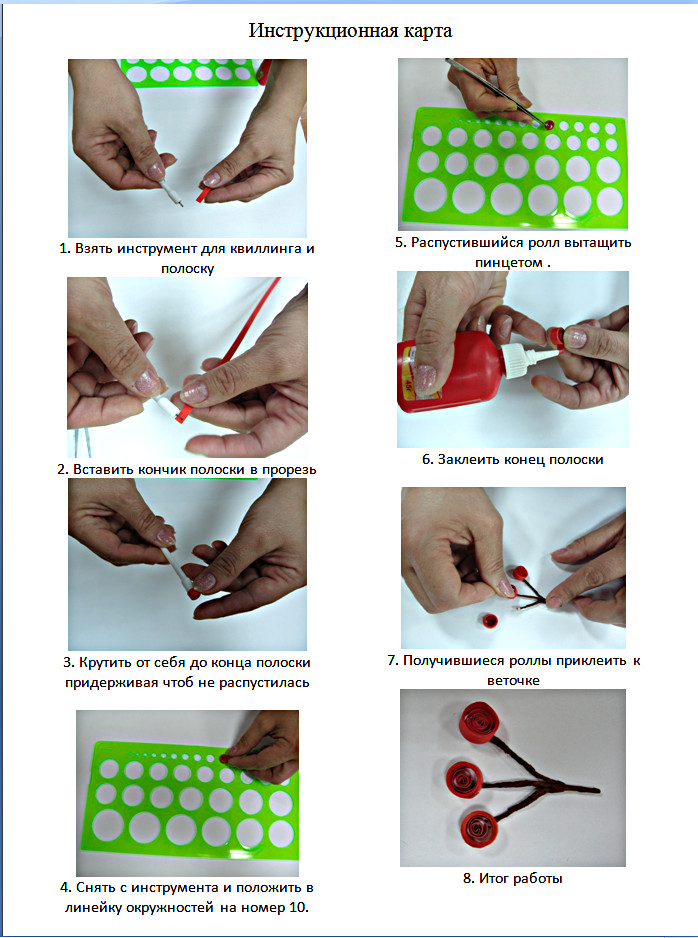 Инструкционная карта
1. Взять инструмент для квиллинга и
полоску
2. Вставить кончик полоски в прорезь
3. Крутить от себя до конца полоски
придерживая чтоб не распустилась
4. Снять с инструмента и положить в
линейку окружностей на номер 10.
5. Распустившийся ролл вытащить
пинцетом .
6. Заклеить конец полоски
7. Получившиеся роллы приклеить к
веточке
8. Итог работы